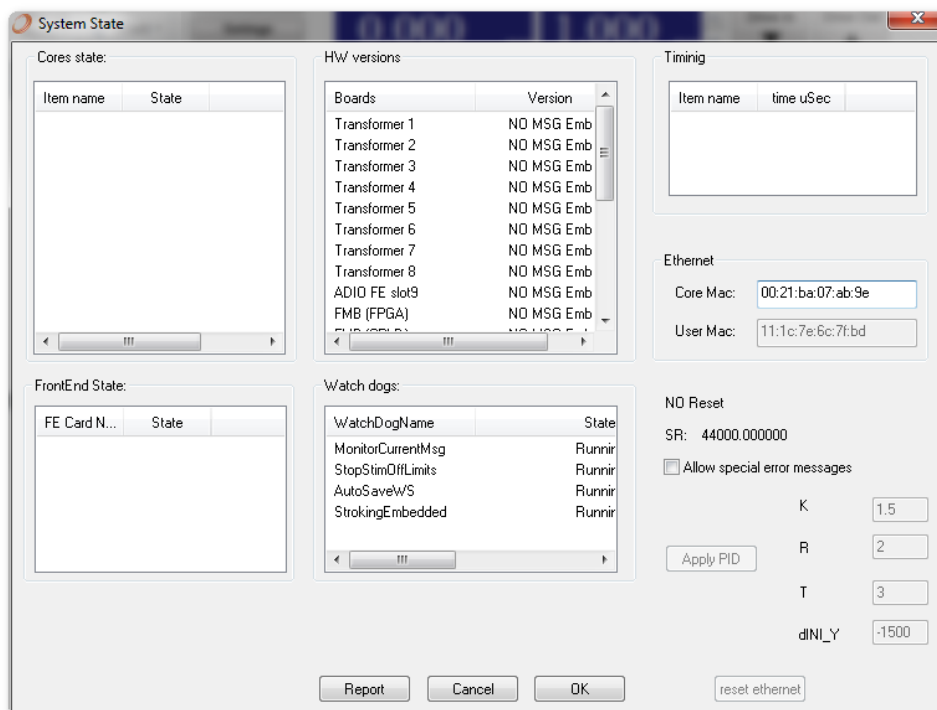 System State
Settings
0.000
1.000
Cores state:
Item name State
HW versions
Boards Version
Transformer 1 NO MSG Emb
Transformer 2 NO MSG Emb
Transformer 3 NO MSG Emb
Transformer 4 NO MSG Emb
Transformer 5 NO MSG Emb
Transformer 6 NO MSG Emb
Transformer 7 NO MSG Emb
Transformer 8 NO MSG Emb
ADIO FE slot9 NO MSG Emb
FMB (FPGA) NO MSG Emb
Timinig
Item name time uSec
Ethernet
Core Mac: 00:21:ba:07:ab:9e
User Mac: 11:1c:7e:6c:7f:bd
FrontEnd State:
FE Card N... State
Watch dogs:
WatchDogName State
MonitorCurrentMsg Runnir
StopStimOffLimits Runnir
AutoSaveWS Runnir
StrokingEmbedded Runnir
NO Reset
SR: 44000.000000
Allow special error messages
K 1.5
R 2
Apply PID
T 3
dINI_Y -1500
Report Cancel OK reset ethernet